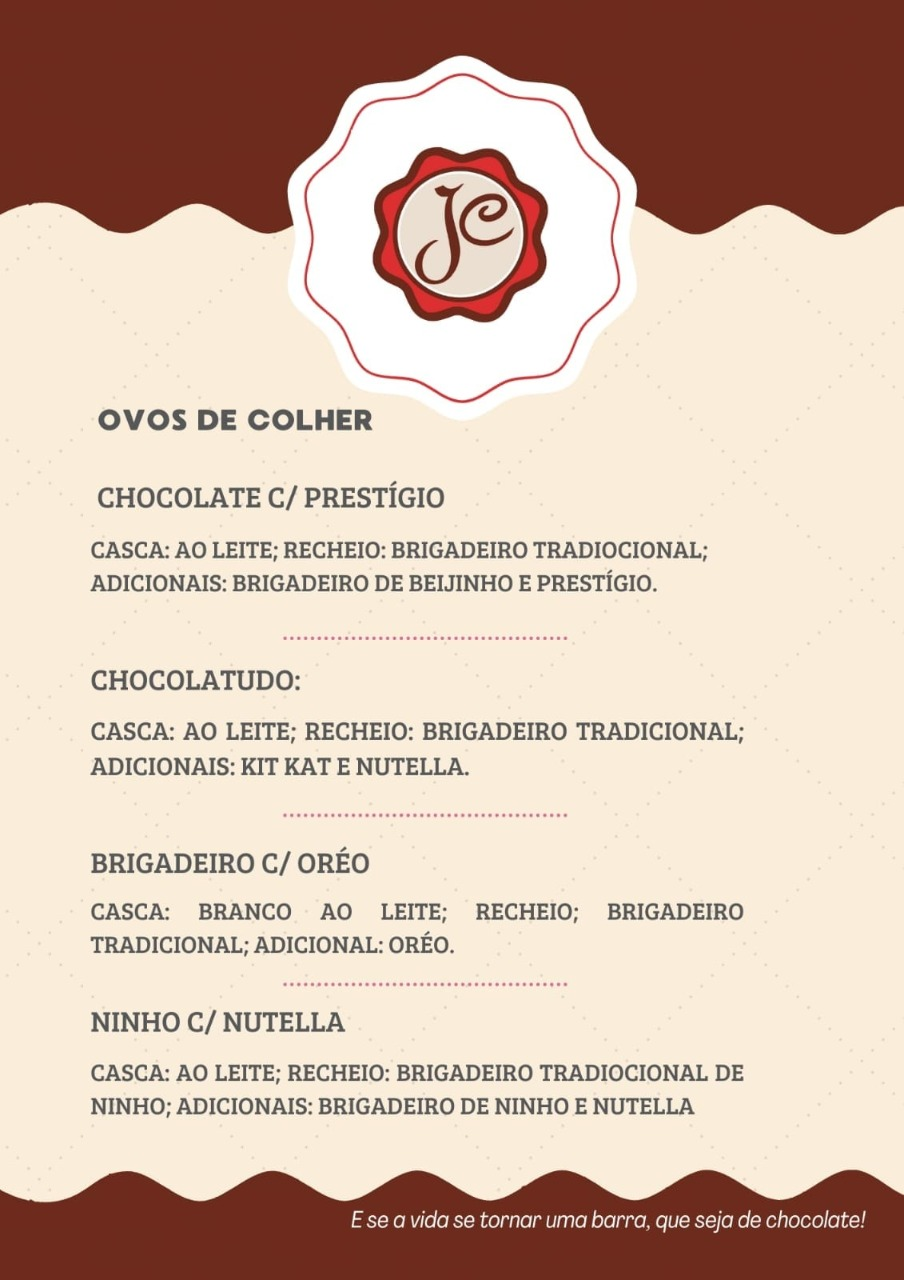 JC
OVOS DE COLHER
CHOCOLATE C/ PRESTÍGIO
CASCA: AO LEITE; RECHEIO: BRIGADEIRO TRADIOCIONAL;
ADICIONAIS: BRIGADEIRO DE BEIJINHO E PRESTÍGIO.
CHOCOLATUDO:
CASCA: AO LEITE; RECHEIO: BRIGADEIRO TRADICIONAL;
ADICIONAIS: KIT KAT E NUTELLA.
BRIGADEIRO C/ ORÉO
CASCA: BRANCO AO LEITE; RECHEIO; BRIGADEIRO
TRADICIONAL; ADICIONAL: ORÉO.
NINHO C/ NUTELLA
CASCA: AO LEITE; RECHEIO: BRIGADEIRO TRADIOCIONAL DE
NINHO; ADICIONAIS: BRIGADEIRO DE NINHO E NUTELLA
E se a vida se tornar uma barra, que seja de chocolate!